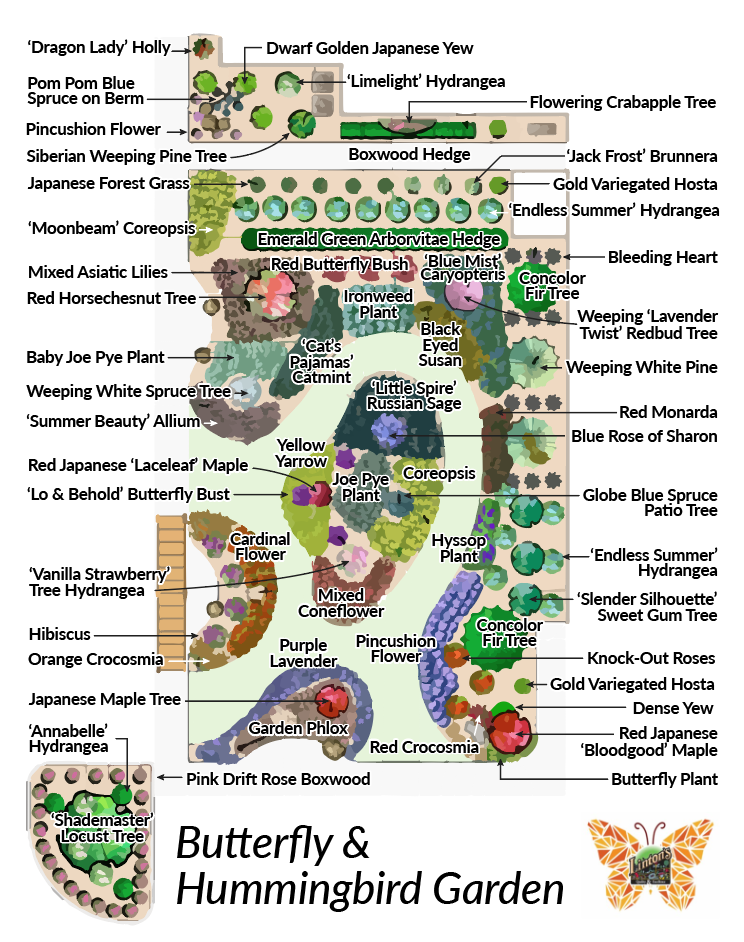 ‘Dragon Lady’ Holly
Dwarf Golden Japanese Yew
Pom Pom Blue
Spruce on Berm
‘Limelight’ Hydrangea
Flowering Crabapple Tree
Pincushion Flower
Siberian Weeping Pine Tree
Boxwood Hedge
‘Jack Frost’ Brunnera
Japanese Forest Grass
Gold Variegated Hosta
‘Endless Summer’ Hydrangea
‘Moonbeam’ Coreopsis
Emerald Green Arborvitae Hedge
Bleeding Heart
Mixed Asiatic Lilies
Red Butterfly Bush
‘Blue Mist’
Caryopteris
Concolor
Fir Tree
Red Horsechesnut Tree
Ironweed
Plant
Weeping ‘Lavender
Twist’ Redbud Tree
Black
Eyed
Susan
Baby Joe Pye Plant
‘Cat’s
Pajamas’
Catmint
Weeping White Pine
Weeping White Spruce Tree
‘Little Spire’
Russian Sage
‘Summer Beauty’ Allium
Red Monarda
Blue Rose of Sharon
Yellow
Yarrow
Red Japanese ‘Laceleaf’ Maple
Joe Pye
Plant
Coreopsis
‘Lo & Behold’ Butterfly Bust
Globe Blue Spruce
Patio Tree
Cardinal
Flower
Hyssop
Plant
‘Endless Summer’
Hydrangea
‘Vanilla Strawberry’
Tree Hydrangea
Mixed
Coneflower
‘Slender Silhouette’
Sweet Gum Tree
Hibiscus
Concolor
Fir Tree
Purple
Lavender
Pincushion
Flower
Orange Crocosmia
Knock-Out Roses
Gold Variegated Hosta
Japanese Maple Tree
Dense Yew
Garden Phlox
‘Annabelle’
Hydrangea
Red Crocosmia
Red Japanese
‘Bloodgood’ Maple
Pink Drift Rose Boxwood
Butterfly Plant
‘Shademaster’
Locust Tree
Butterfly &
Hummingbird Garden
Linton's